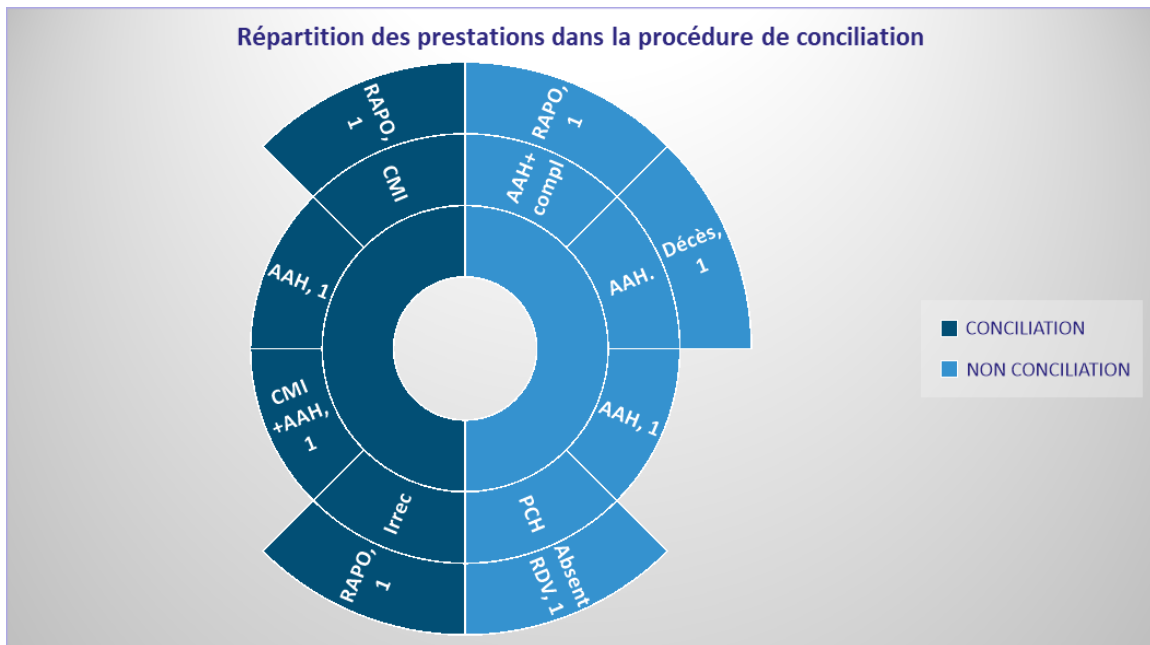 Répartition des prestations dans la procédure de conciliation
RAPO,
1
AAH+
compl
Décès,
1
AAH.
AAH, 1
PCH
Absent
RDV, 1
Irrec
RAPO,
1
CMI
+AAH,
1
AAH, 1
CMI
RAPO,
1
CONCILIATION
NON CONCILIATION